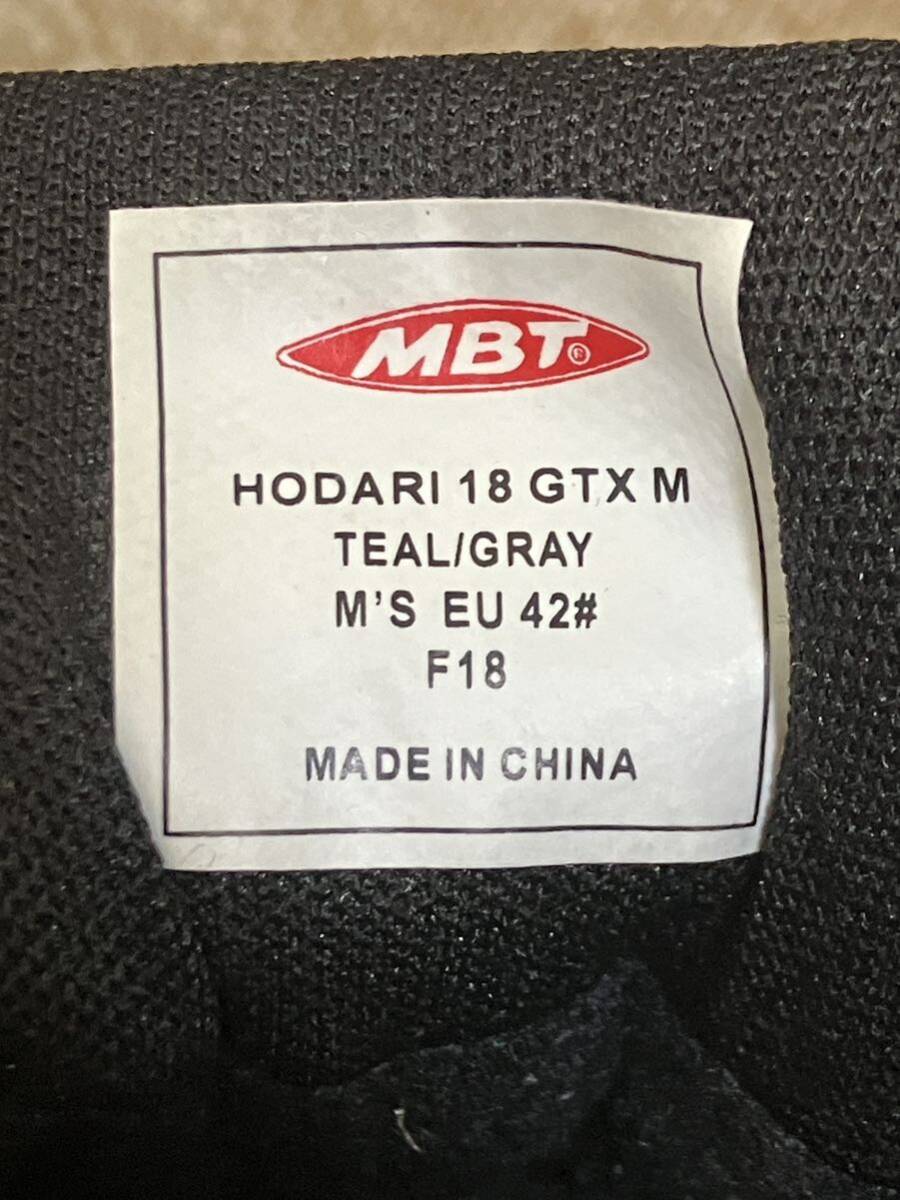 MBT®
HODARI 18 GTX M
TEAL/GRAY
M'S EU 42#
F18
MADE IN CHINA